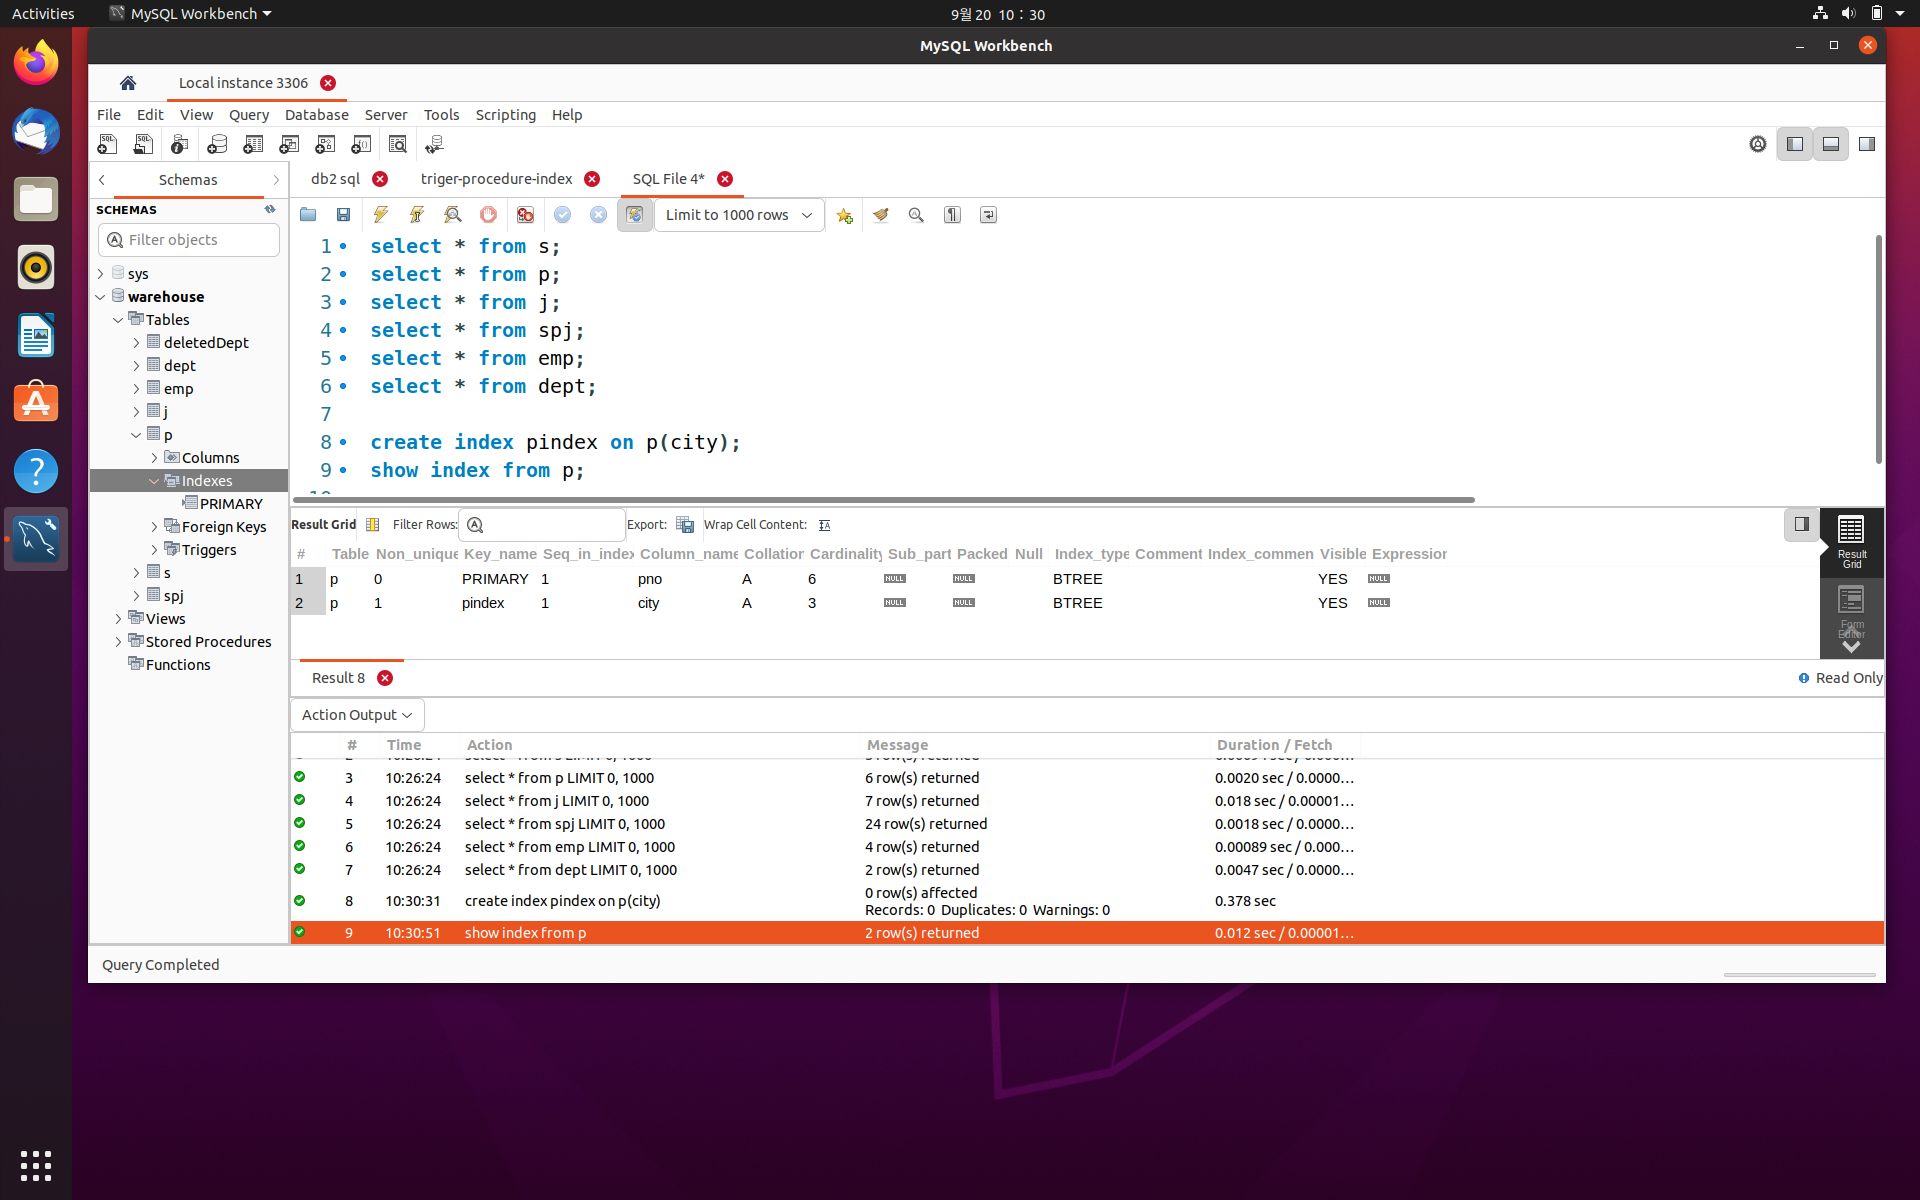 Activities
MySQL Workbench
9월 20 10 : 30
MySQL Workbench
Local instance 3306
File Edit View Query Database Server Tools Scripting Help
Schemas
db2 sql
triger-procedure-index
SQL File 4*
SCHEMAS
Filter objects
Limit to 1000 rows
sys
warehouse
Tables
deletedDept
dept
emp
j
p
Columns
Indexes
PRIMARY
Foreign Keys
Triggers
s
spj
Views
Stored Procedures
Functions
1 select * from s;
2 select * from p;
3 select * from j;
4 select * from spj;
5 select * from emp;
6 select * from dept;
7
8 create index pindex on p(city);
9 show index from p;
Result Grid Filter Rows: Export: Wrap Cell Content:
# Table Non_unique Key_name Seq_in_index Column_name Collation Cardinality Sub_part Packed Null Index_type Comment Index_commen Visible Expression
1 p 0 PRIMARY 1 pno A 6 NULL NULL BTREE YES NULL
2 p 1 pindex 1 city A 3 NULL NULL BTREE YES NULL
Result Grid
Form Editor
Result 8
Read Only
Action Output
# Time Action Message Duration / Fetch
3 10:26:24 select * from p LIMIT 0, 1000 6 row(s) returned 0.0020 sec / 0.0000...
4 10:26:24 select * from j LIMIT 0, 1000 7 row(s) returned 0.018 sec / 0.00001...
5 10:26:24 select * from spj LIMIT 0, 1000 24 row(s) returned 0.0018 sec / 0.0000...
6 10:26:24 select * from emp LIMIT 0, 1000 4 row(s) returned 0.00089 sec / 0.000...
7 10:26:24 select * from dept LIMIT 0, 1000 2 row(s) returned 0.0047 sec / 0.0000...
8 10:30:31 create index pindex on p(city) 0 row(s) affected
Records: 0 Duplicates: 0 Warnings: 0 0.378 sec
9 10:30:51 show index from p 2 row(s) returned 0.012 sec / 0.00001...
Query Completed